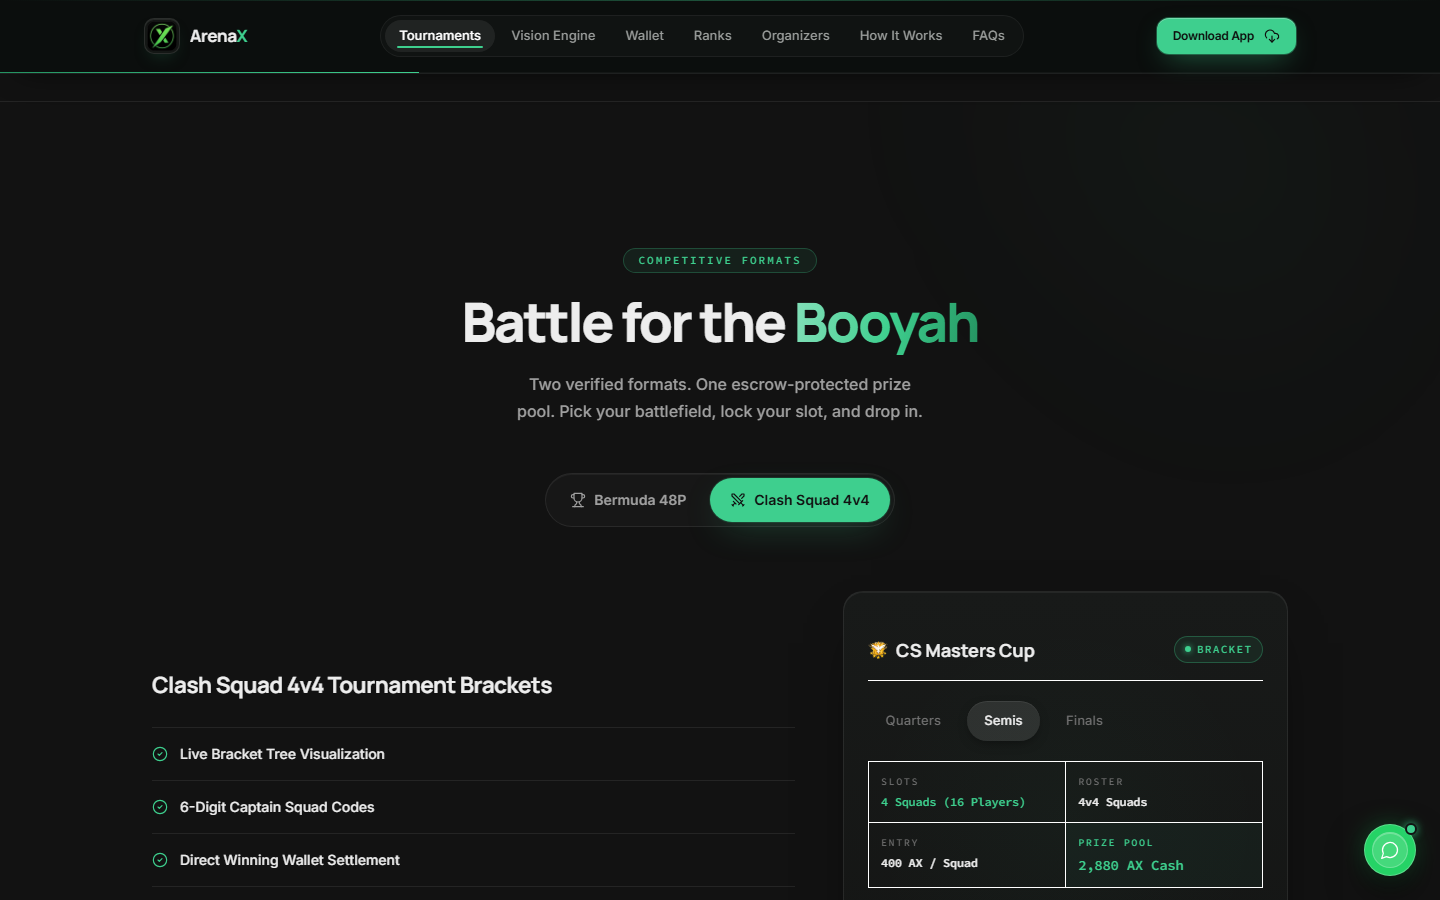 ArenaX
Tournaments
Vision Engine
Wallet
Ranks
Organizers
How It Works
FAQs
Download App
COMPETITIVE FORMATS
Battle for the Booyah
Two verified formats. One escrow-protected prize
pool. Pick your battlefield, lock your slot, and drop in.
Bermuda 48P
Clash Squad 4v4
Clash Squad 4v4 Tournament Brackets
Live Bracket Tree Visualization
6-Digit Captain Squad Codes
Direct Winning Wallet Settlement
CS Masters Cup
BRACKET
Quarters
Semis
Finals
SLOTS
4 Squads (16 Players)
ROSTER
4v4 Squads
ENTRY
400 AX / Squad
PRIZE POOL
2,880 AX Cash